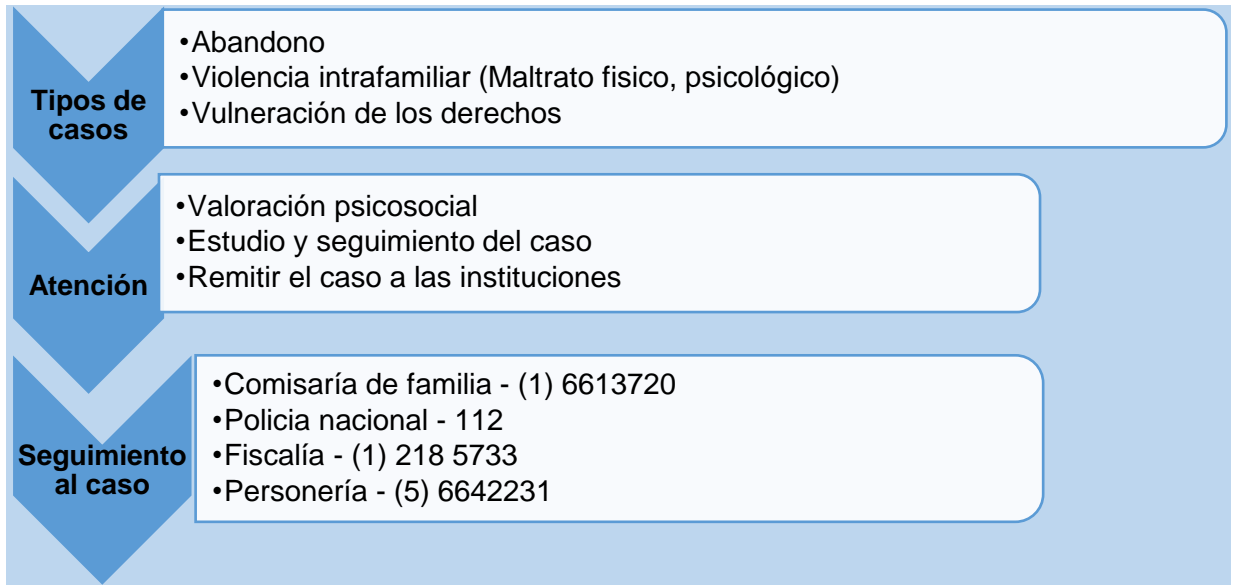 Tipos de
casos
•Abandono
•Violencia intrafamiliar (Maltrato fisico, psicológico)
•Vulneración de los derechos
Atención
•Valoración psicosocial
•Estudio y seguimiento del caso
•Remitir el caso a las instituciones
Seguimiento
al caso
•Comisaría de familia - (1) 6613720
•Policia nacional - 112
•Fiscalía - (1) 218 5733
•Personería - (5) 6642231